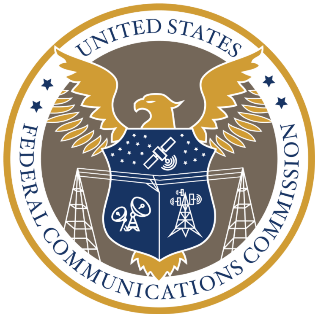 UNITED STATES
FEDERAL COMMUNICATIONS COMMISSION